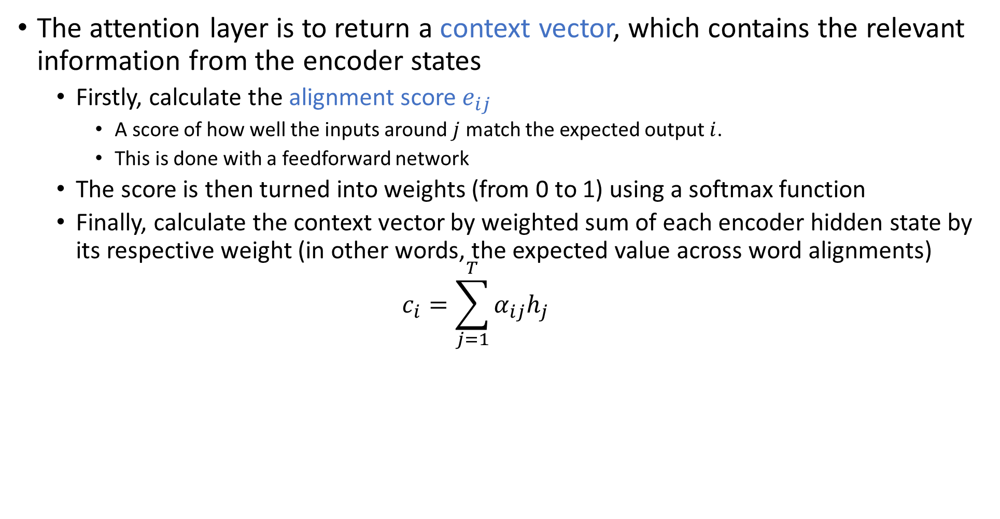 • The attention layer is to return a context vector, which contains the relevant
information from the encoder states
• Firstly, calculate the alignment score e_{ij}
• A score of how well the inputs around j match the expected output i.
• This is done with a feedforward network
• The score is then turned into weights (from 0 to 1) using a softmax function
• Finally, calculate the context vector by weighted sum of each encoder hidden state by
its respective weight (in other words, the expected value across word alignments)
c_i = \sum_{j=1}^{T} α_{ij} h_j